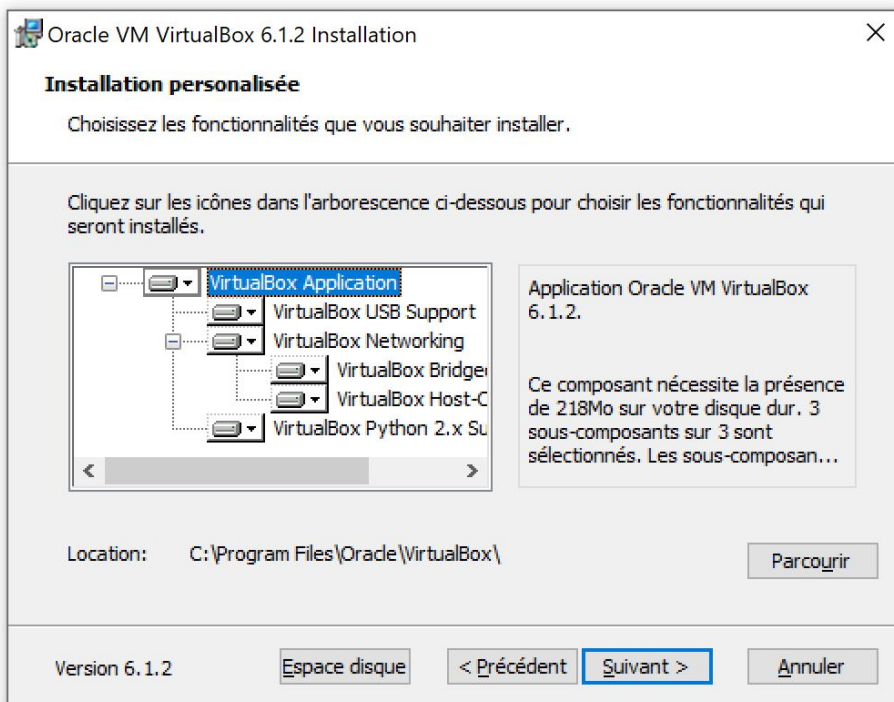 Oracle VM VirtualBox 6.1.2 Installation
Installation personalisée
Choisissez les fonctionnalités que vous souhaiter installer.
Cliquez sur les icônes dans l'arborescence ci-dessous pour choisir les fonctionnalités qui
seront installés.
VirtualBox Application
VirtualBox USB Support
VirtualBox Networking
VirtualBox Bridge
VirtualBox Host-C
VirtualBox Python 2.x Su
Application Oracle VM VirtualBox
6.1.2.
Ce composant nécessite la présence
de 218Mo sur votre disque dur. 3
sous-composants sur 3 sont
sélectionnés. Les sous-composan...
Location: C:\Program Files\Oracle\VirtualBox\
Parcourir
Version 6.1.2
Espace disque
< Précédent
Suivant >
Annuler